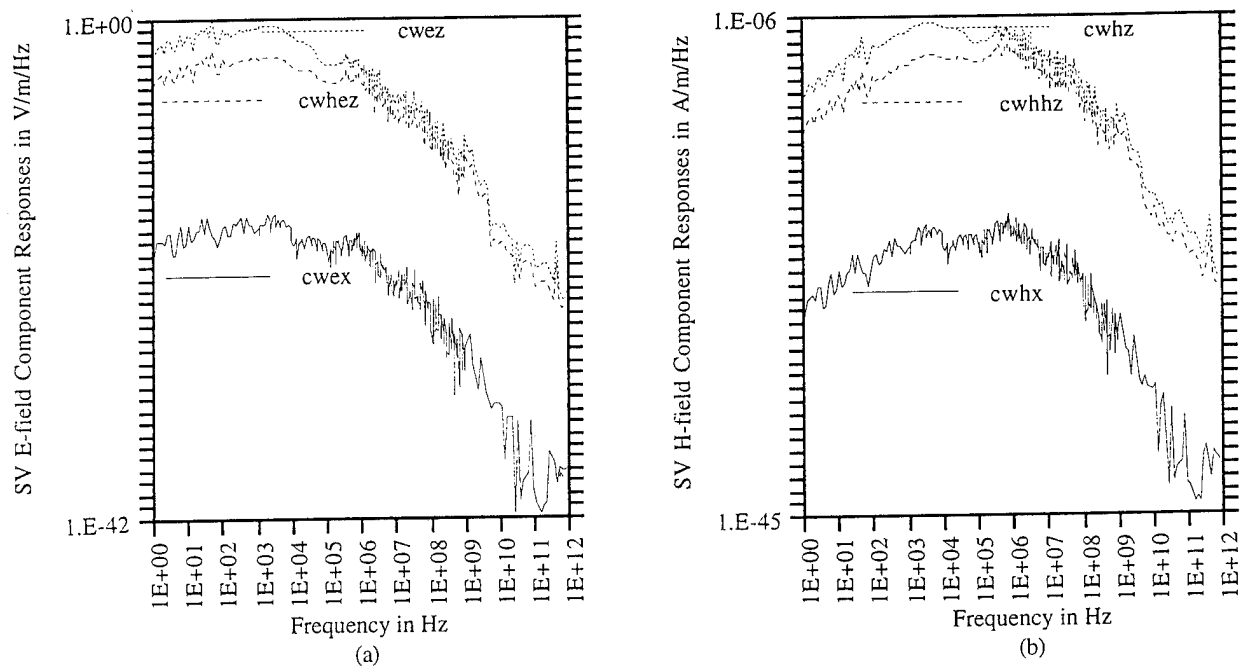 SV E-field Component Responses in V/m/Hz
1.E+00
1.E-42
cwez
cwhez
cwex
1E+00
1E+01
1E+02
1E+03
1E+04
1E+05
1E+06
1E+07
1E+08
1E+09
1E+10
1E+11
1E+12
Frequency in Hz
(a)
SV H-field Component Responses in A/m/Hz
1.E-06
1.E-45
cwhz
cwhhz
cwhx
1E+00
1E+01
1E+02
1E+03
1E+04
1E+05
1E+06
1E+07
1E+08
1E+09
1E+10
1E+11
1E+12
Frequency in Hz
(b)